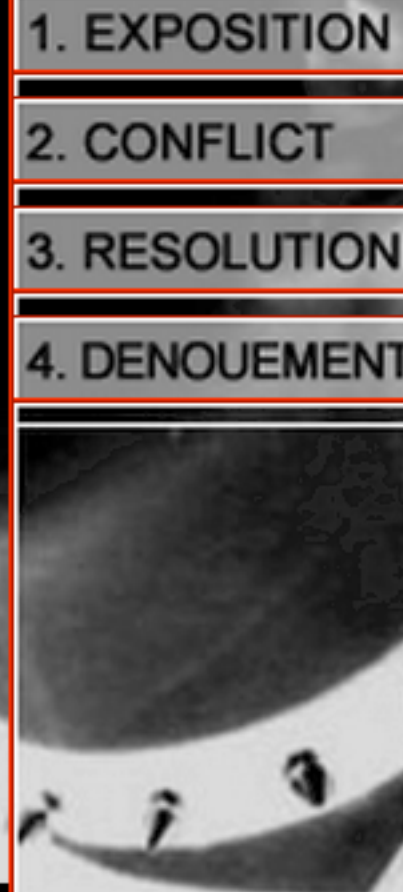 1. EXPOSITION
2. CONFLICT
3. RESOLUTION
4. DENOUEMENT